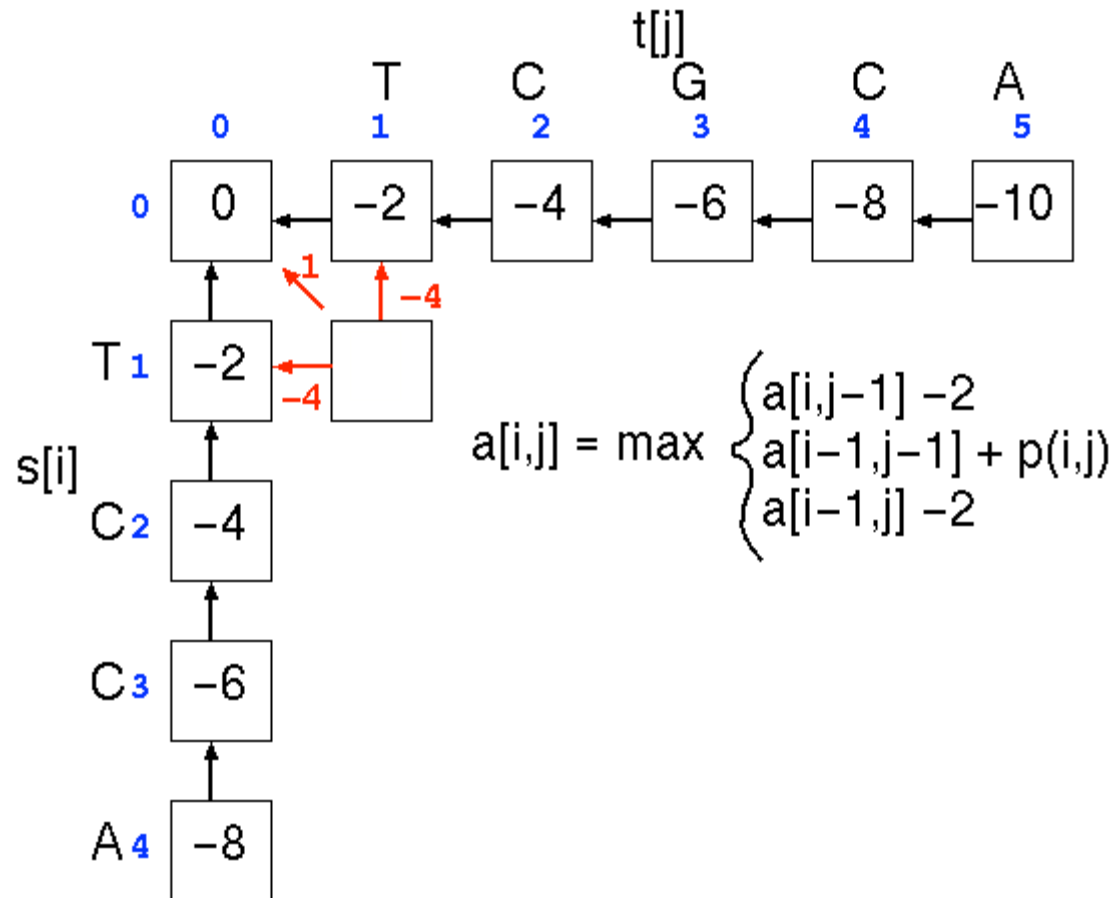 t[j]
T C G C A
0 1 2 3 4 5
0 0 −2 −4 −6 −8 −10
1
−4
T 1 −2
−4
a[i,j−1] −2
a[i,j] = max a[i−1,j−1] + p(i,j)
a[i−1,j] −2
s[i]
C 2 −4
C 3 −6
A 4 −8